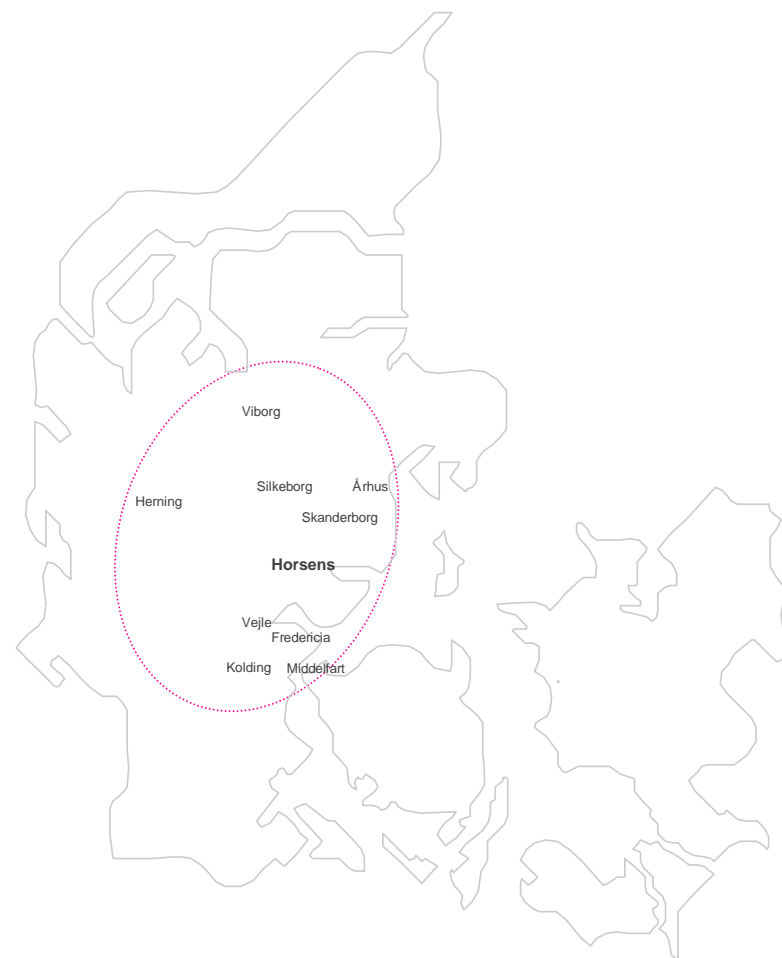 Viborg
Silkeborg
Århus
Herning
Skanderborg
Horsens
Vejle
Fredericia
Kolding
Middelfart